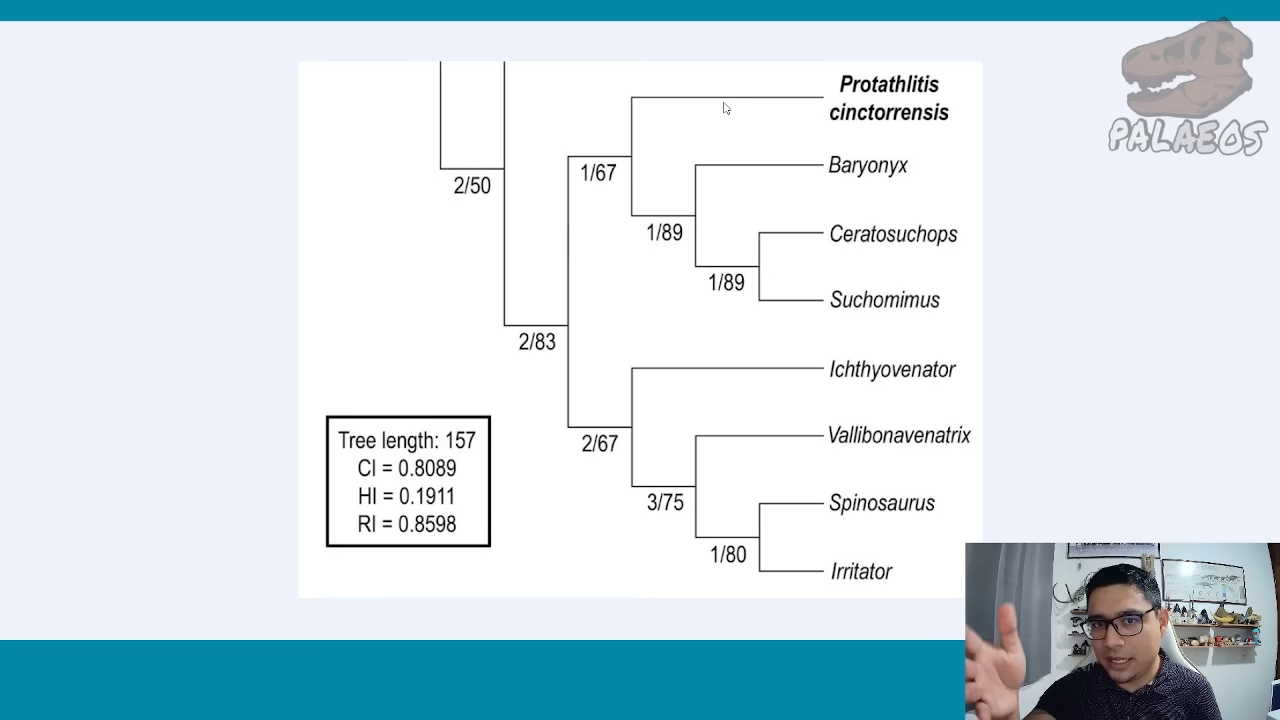 PALAEOS
Protathlitis
cinctorrensis
Baryonyx
Ceratosuchops
Suchomimus
Ichthyovenator
Vallibonavenatrix
Spinosaurus
Irritator
2/50
1/67
1/89
1/89
2/83
2/67
3/75
1/80
Tree length: 157
CI = 0.8089
HI = 0.1911
RI = 0.8598